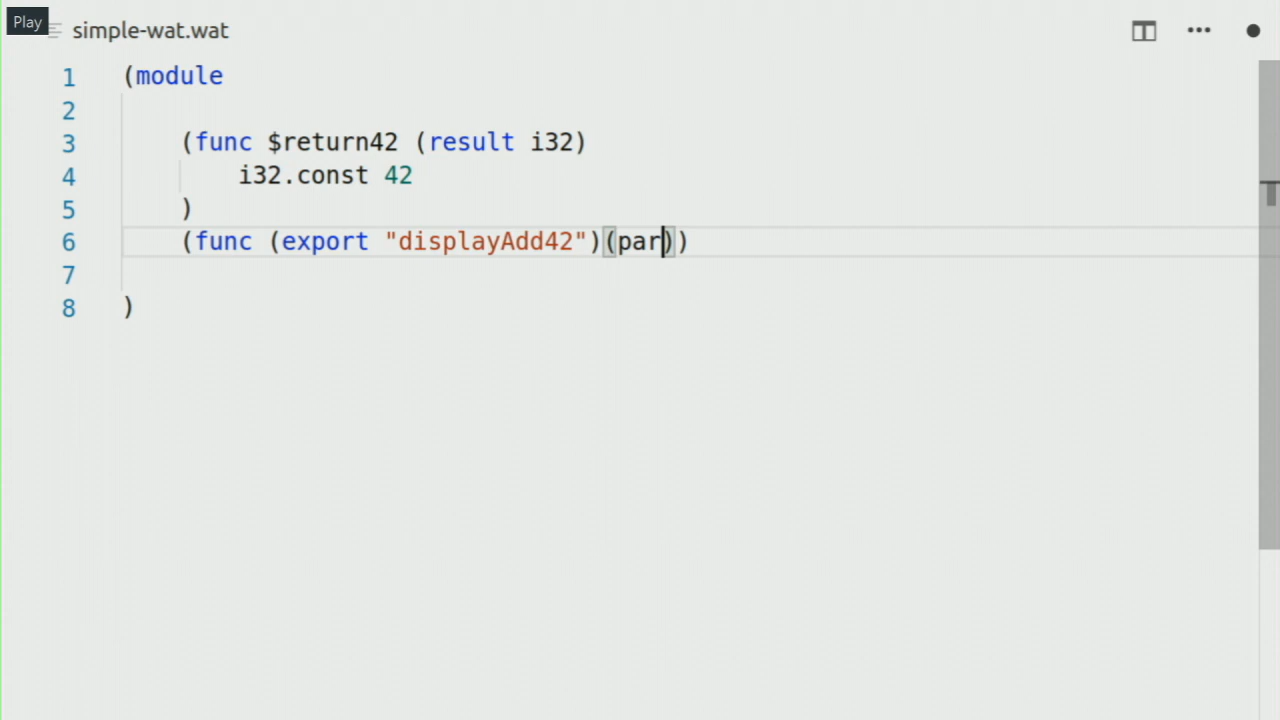 Play
simple-wat.wat
1 (module
2
3 (func $return42 (result i32)
4 i32.const 42
5 )
6 (func (export "displayAdd42")(par))
7
8 )